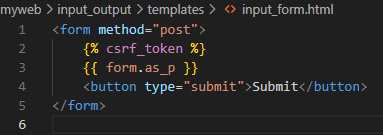 myweb > input_output > templates > <> input_form.html
1 <form method="post">
2 {% csrf_token %}
3 {{ form.as_p }}
4 <button type="submit">Submit</button>
5 </form>
6